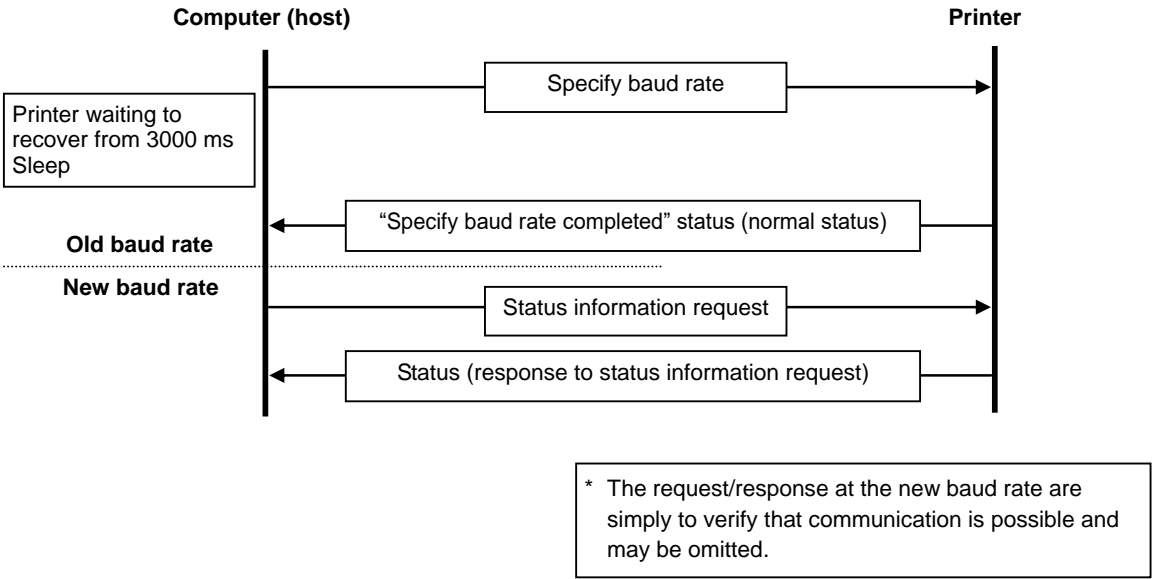 Computer (host)
Printer
Specify baud rate
Printer waiting to
recover from 3000 ms
Sleep
“Specify baud rate completed” status (normal status)
Old baud rate
New baud rate
Status information request
Status (response to status information request)
* The request/response at the new baud rate are
simply to verify that communication is possible and
may be omitted.